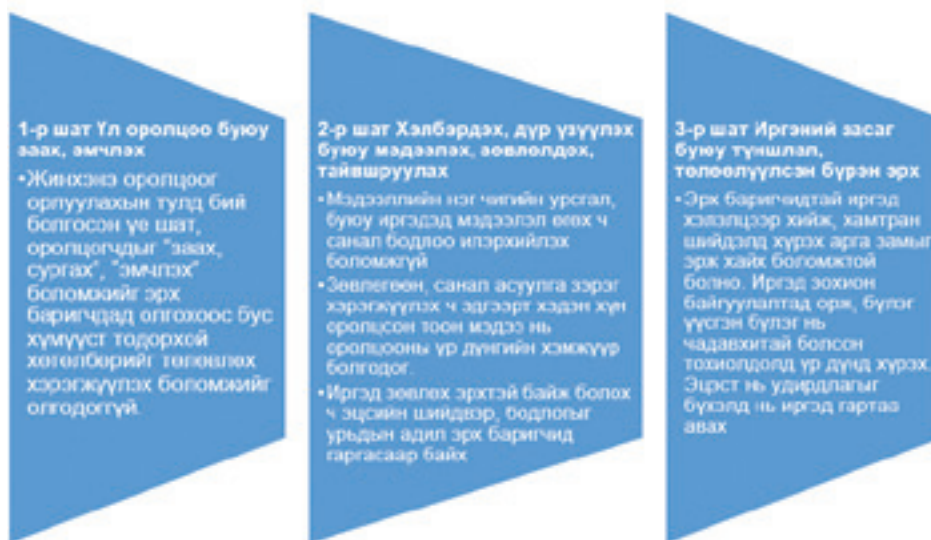 1-р шат Үл оролцоо буюу
заах, эмчлэх
•Жинхэнэ оролцоог
орлуулахын тулд бий
болгосон үе шат,
оролцогчдыг "заах,
сургах", "эмчлэх"
боломжийг эрх
баригчдад олгохоос бус
хүмүүст тодорхой
хөтөлбөрийг төлөвлөх
хэрэгжүүлэх боломжийг
олгодоггүй.
2-р шат Хэлбэрдэх, дүр үзүүлэх
буюу мэдээлэх, зөвлөлдөх,
тайвшруулах
•Мэдээллийн нэг чигийн урсгал,
буюу иргэдэд мэдээлэл өгөх ч
санал бодлоо илэрхийлэх
боломжгүй
•Зөвлөгөөн, санал асуулга зэрэг
хэрэгжүүлэх ч эдгээрт хэдэн хүн
оролцсон тоон мэдээ нь
оролцооны үр дүнгийн хэмжүүр
болгодог.
•Иргэд зөвлөх эрхтэй байж болох
ч эцсийн шийдвэр, бодлогыг
урьдын адил эрх баригчид
гаргасаар байх
3-р шат Иргэний засаг
буюу түншлэл,
төлөөлүүлсэн бүрэн эрх
•Эрх баригчидтай иргэд
хэлэлцээр хийж, хамтран
шийдэлд хүрэх арга замыг
эрж хайх боломжтой
болно. Иргэд зохион
байгуулалтад орж, бүлэг
үүсгэн бүлэг нь
чадавхитай болсон
тохиолдолд үр дүнд хүрэх.
Эцэст нь удирдлагыг
бүхэлд нь иргэд гартаа
авах